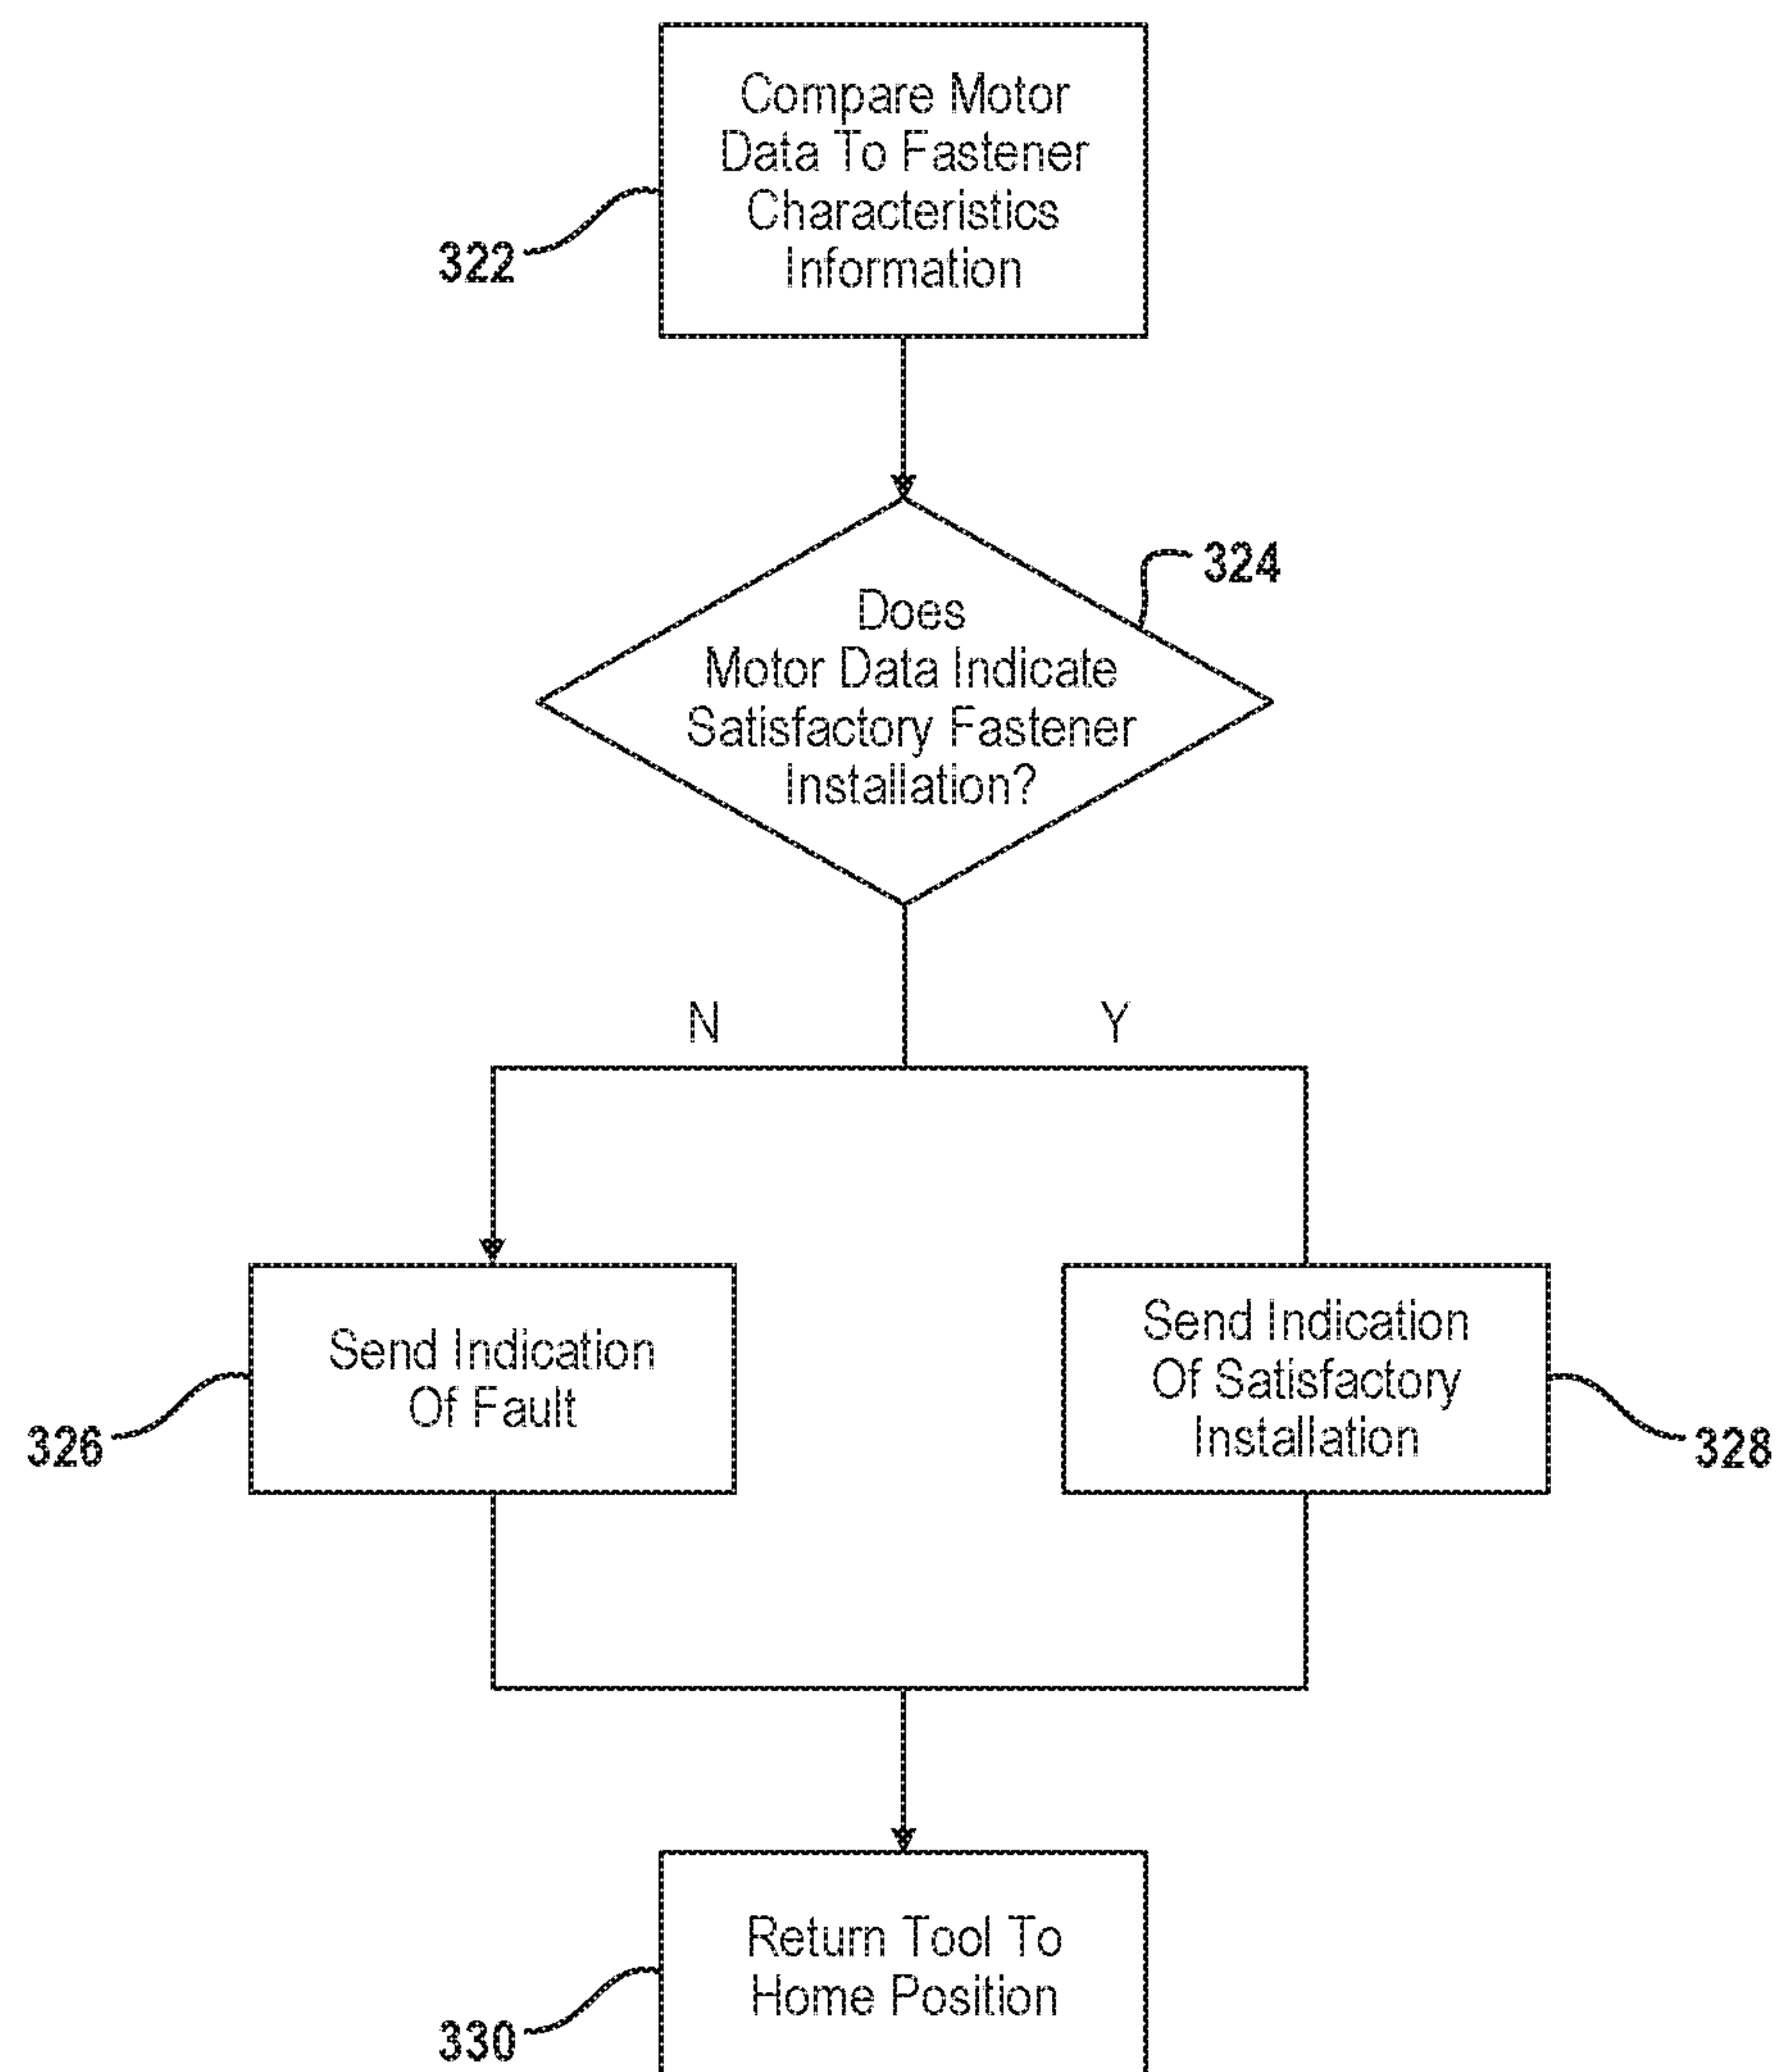 Compare Motor
Data To Fastener
Characteristics
Information
322
324
Does
Motor Data Indicate
Satisfactory Fastener
Installation?
N
Y
Send Indication
Of Fault
326
Send Indication
Of Satisfactory
Installation
328
Return Tool To
Home Position
330